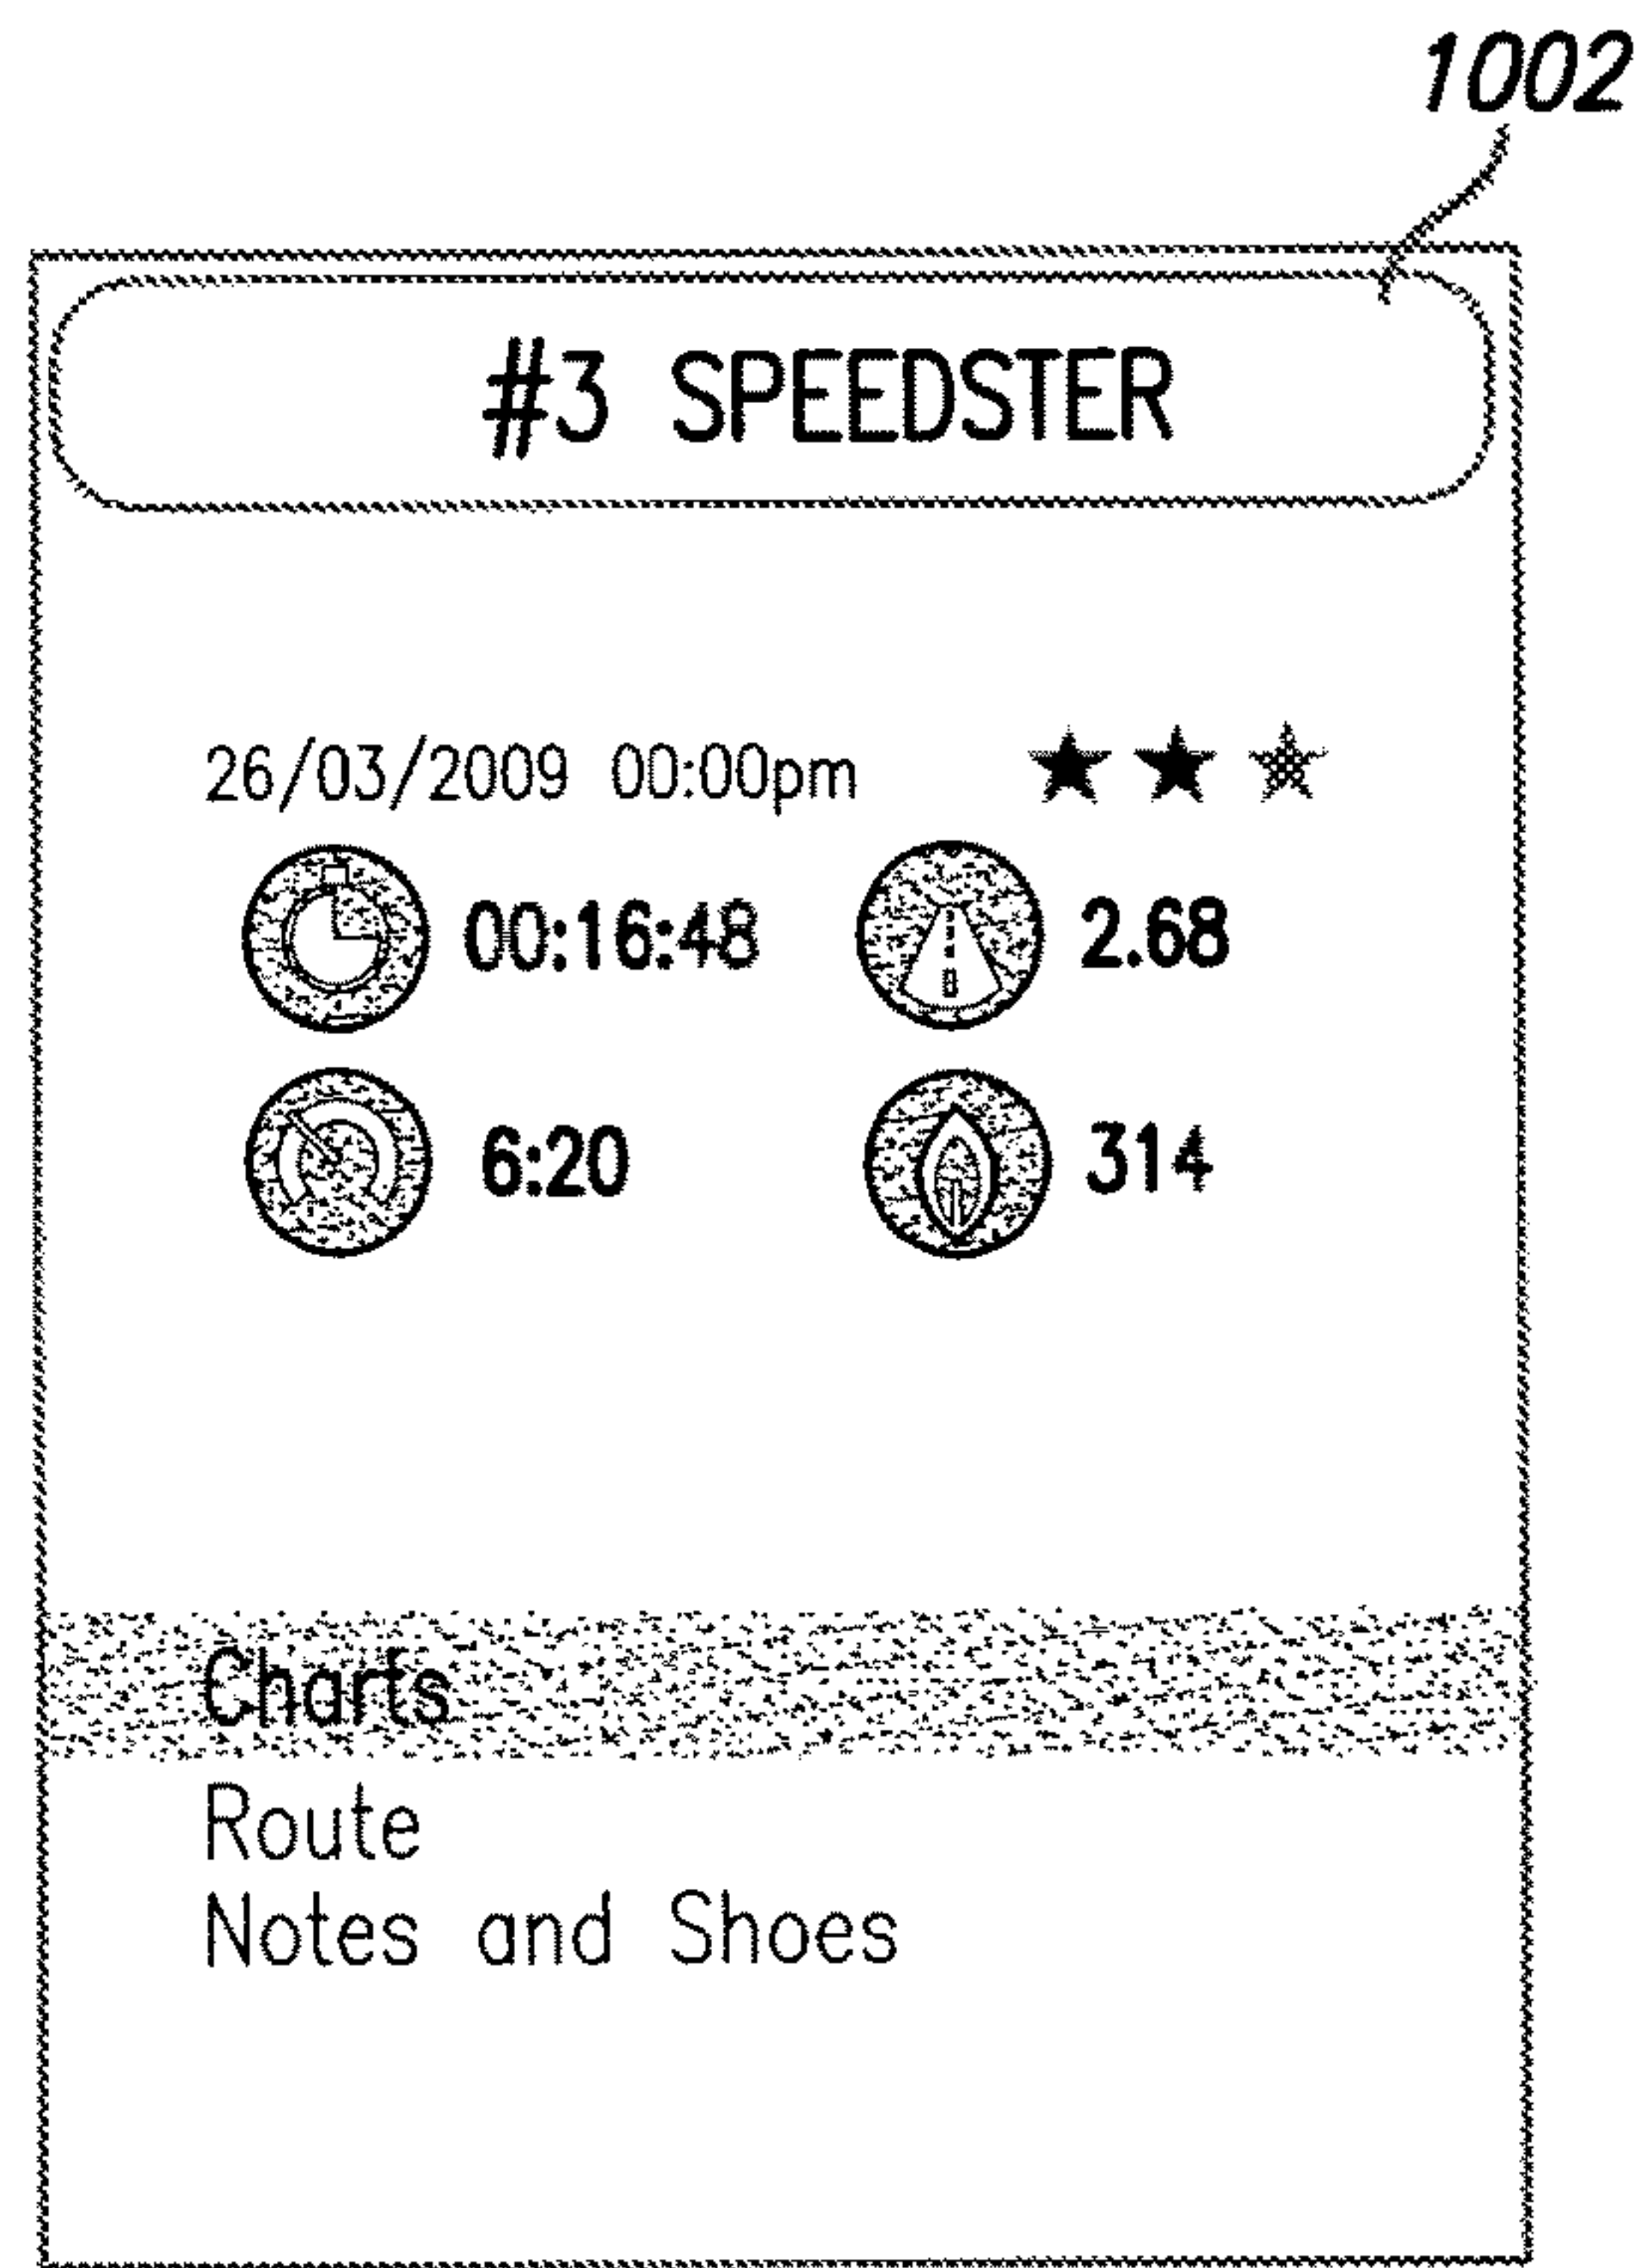 1002
#3 SPEEDSTER
26/03/2009 00:00pm
00:16:48 2.68
6:20 314
Charts
Route
Notes and Shoes